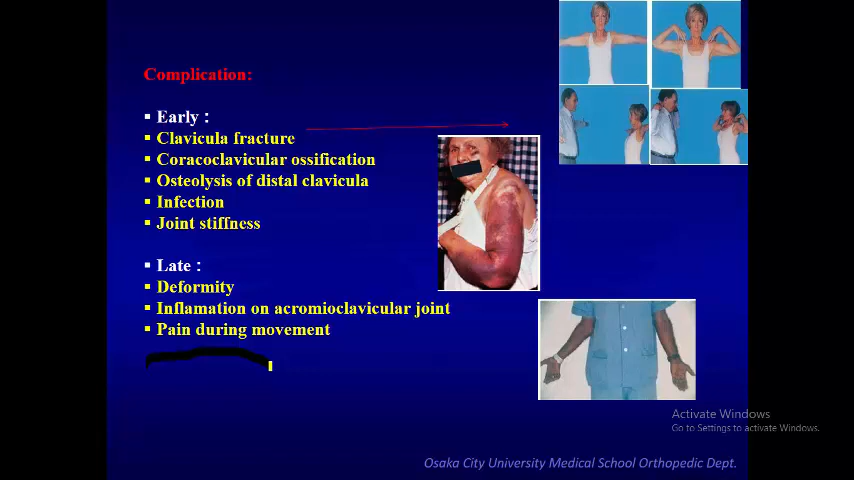 Complication:
▪ Early :
▪ Clavicula fracture
▪ Coracoclavicular ossification
▪ Osteolysis of distal clavicula
▪ Infection
▪ Joint stiffness
▪ Late :
▪ Deformity
▪ Inflamation on acromioclavicular joint
▪ Pain during movement
Activate Windows
Go to Settings to activate Windows.
Osaka City University Medical School Orthopedic Dept.